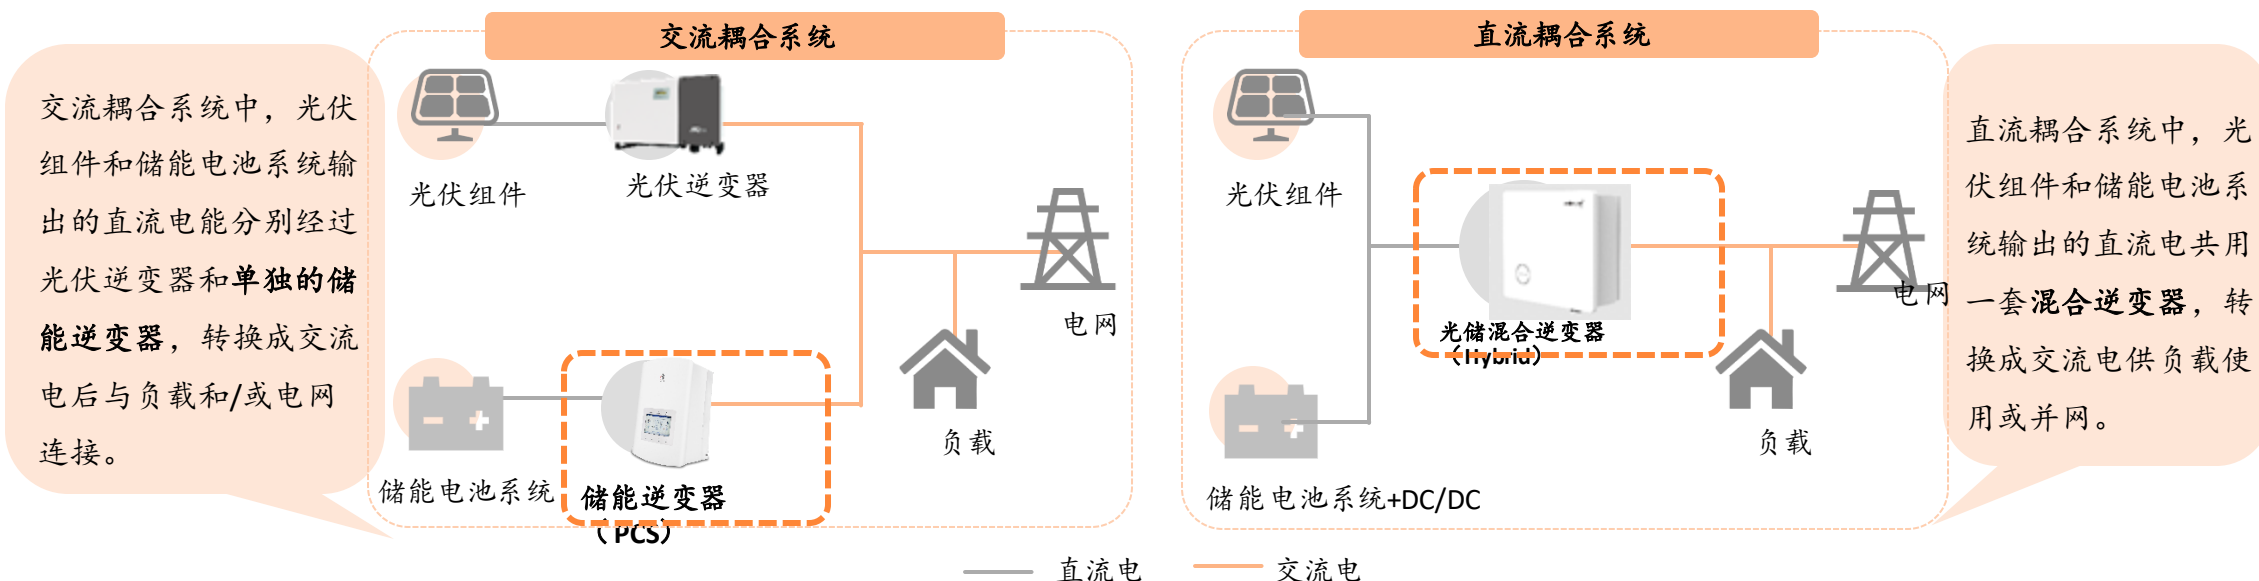 交流耦合系统
交流耦合系统中，光伏
组件和储能电池系统输
出的直流电能分别经过
光伏逆变器和单独的储
能逆变器，转换成交流
电后与负载和/或电网
连接。
光伏组件
光伏逆变器
电网
负载
储能电池系统
储能逆变器
（PCS）
直流耦合系统
光伏组件
光储混合逆变器
（Hybrid）
电网
负载
储能电池系统+DC/DC
直流耦合系统中，光
伏组件和储能电池系
统输出的直流电共用
一套混合逆变器，转
换成交流电供负载使
用或并网。
直流电
交流电